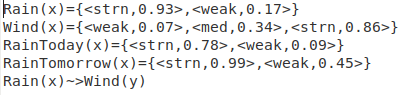 Rain(x)={<strn,0.93>,<weak,0.17>}
Wind(x)={<weak,0.07>,<med,0.34>,<strn,0.86>}
RainToday(x)={<strn,0.78>,<weak,0.09>}
RainTomorrow(x)={<strn,0.99>,<weak,0.45>}
Rain(x)~>Wind(y)